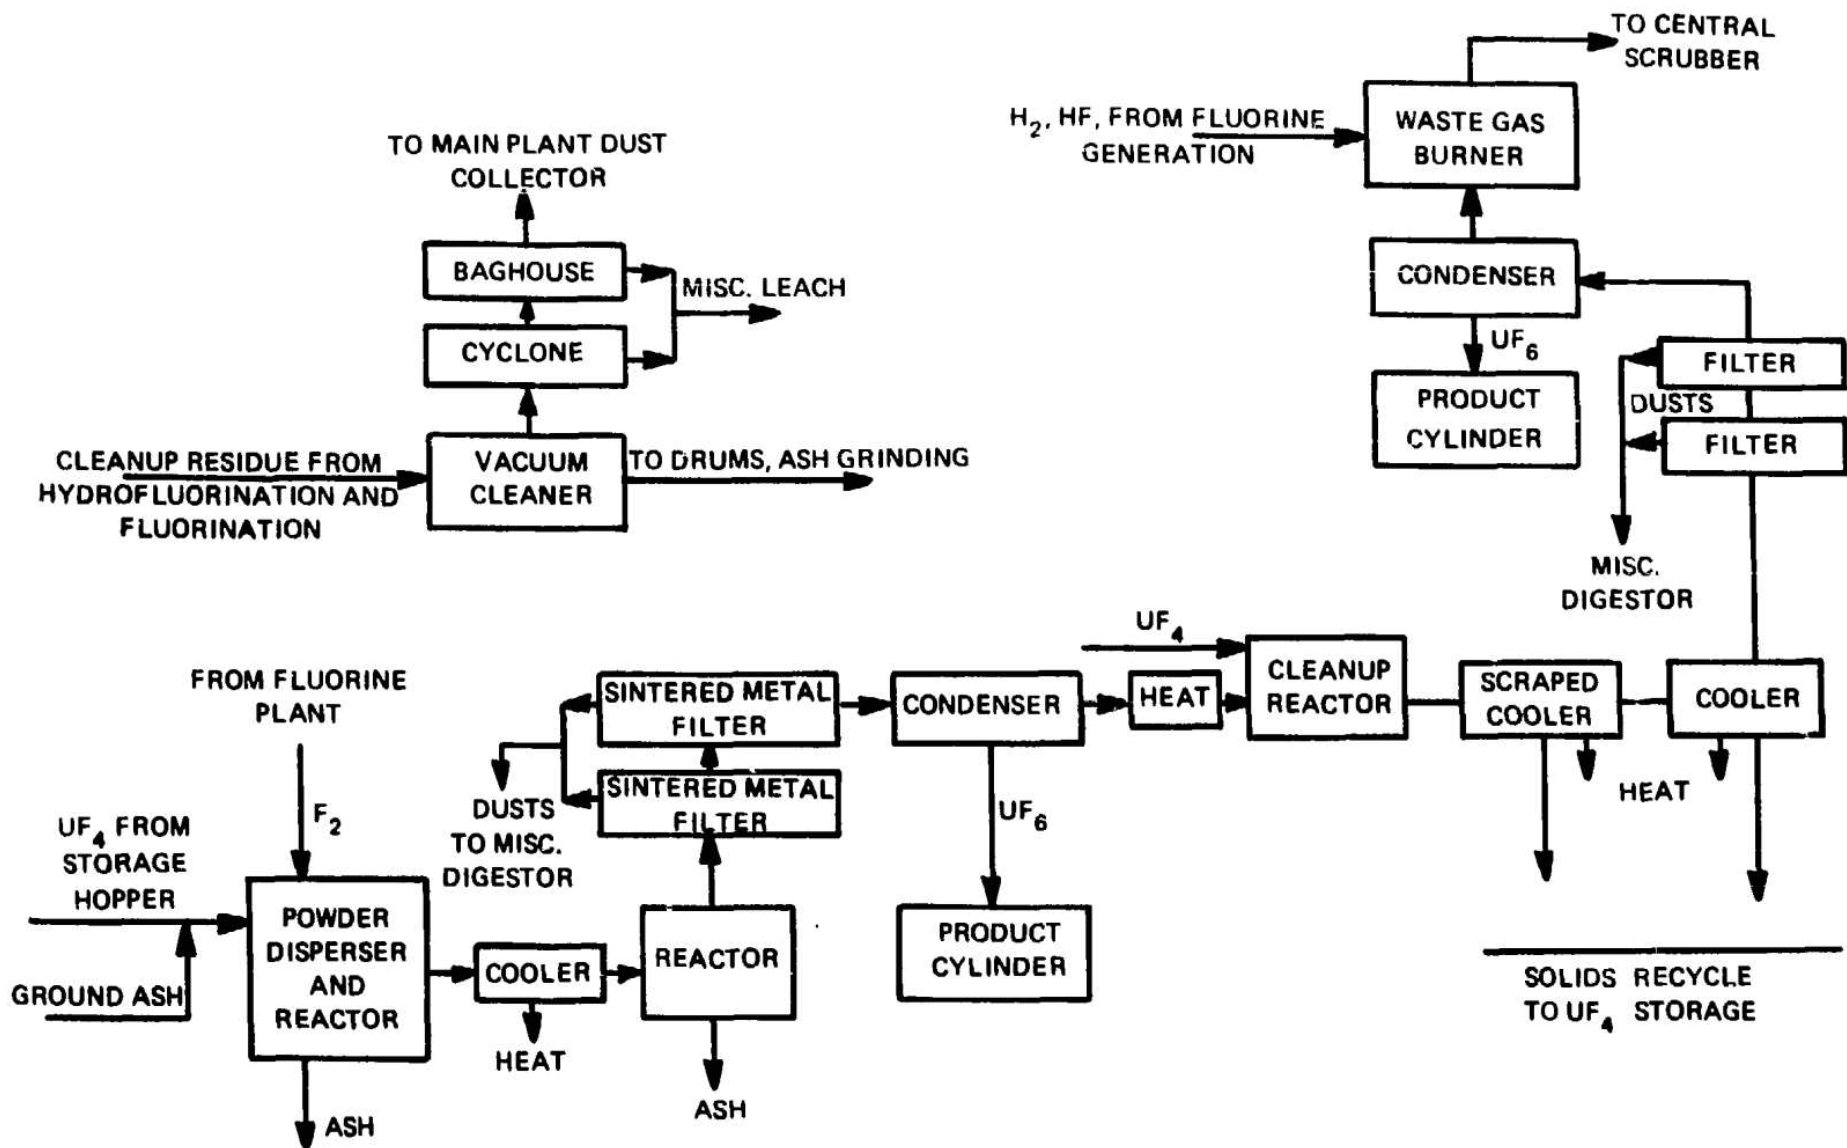 TO CENTRAL
SCRUBBER
H2, HF, FROM FLUORINE
GENERATION
WASTE GAS
BURNER
TO MAIN PLANT DUST
COLLECTOR
BAGHOUSE
MISC. LEACH
CYCLONE
CONDENSER
UF6
FILTER
DUSTS
FILTER
PRODUCT
CYLINDER
CLEANUP RESIDUE FROM
HYDROFLUORINATION AND
FLUORINATION
VACUUM
CLEANER
TO DRUMS, ASH GRINDING
MISC.
DIGESTOR
FROM FLUORINE
PLANT
F2
UF4 FROM
STORAGE
HOPPER
GROUND ASH
POWDER
DISPERSER
AND
REACTOR
ASH
COOLER
HEAT
REACTOR
ASH
SINTERED METAL
FILTER
SINTERED METAL
FILTER
DUSTS
TO MISC.
DIGESTOR
CONDENSER
UF6
PRODUCT
CYLINDER
UF4
HEAT
CLEANUP
REACTOR
SCRAPED
COOLER
COOLER
HEAT
SOLIDS RECYCLE
TO UF4 STORAGE